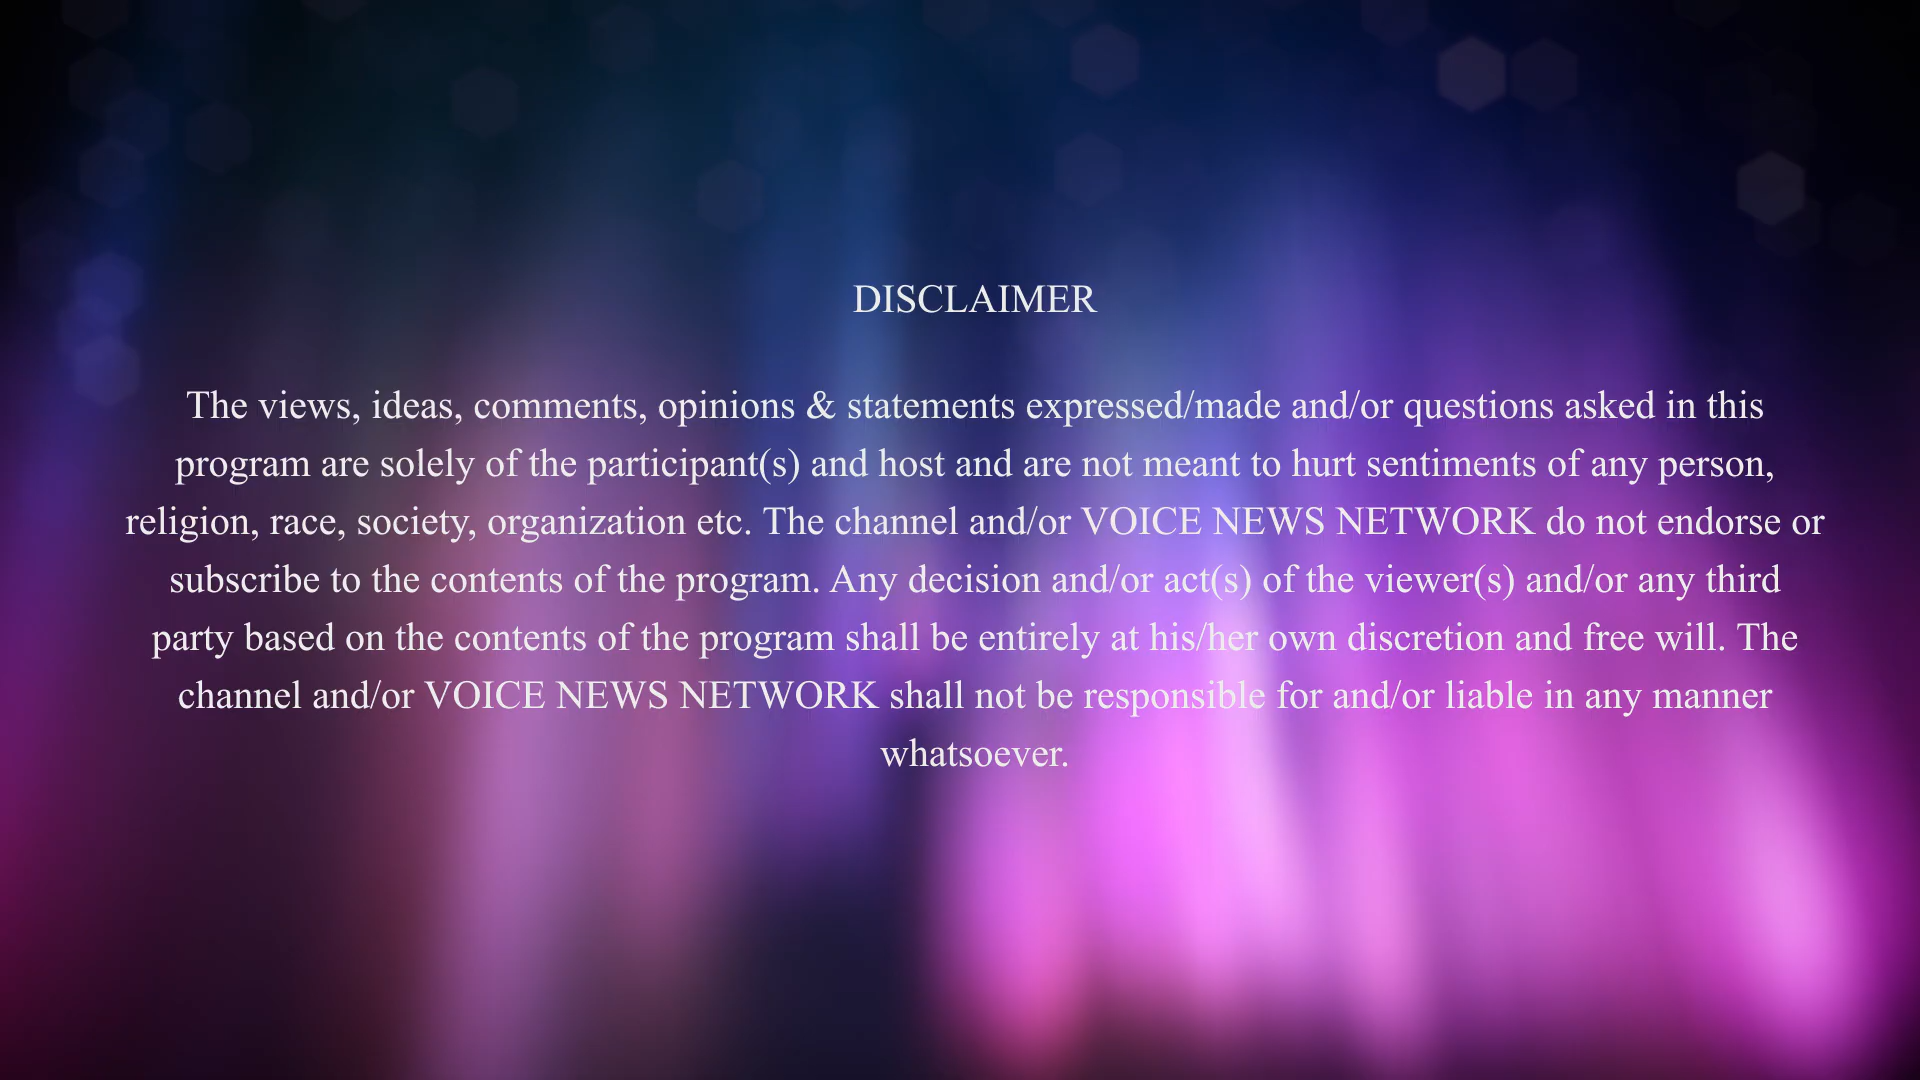 DISCLAIMER
The views, ideas, comments, opinions & statements expressed/made and/or questions asked in this
program are solely of the participant(s) and host and are not meant to hurt sentiments of any person,
religion, race, society, organization etc. The channel and/or VOICE NEWS NETWORK do not endorse or
subscribe to the contents of the program. Any decision and/or act(s) of the viewer(s) and/or any third
party based on the contents of the program shall be entirely at his/her own discretion and free will. The
channel and/or VOICE NEWS NETWORK shall not be responsible for and/or liable in any manner
whatsoever.